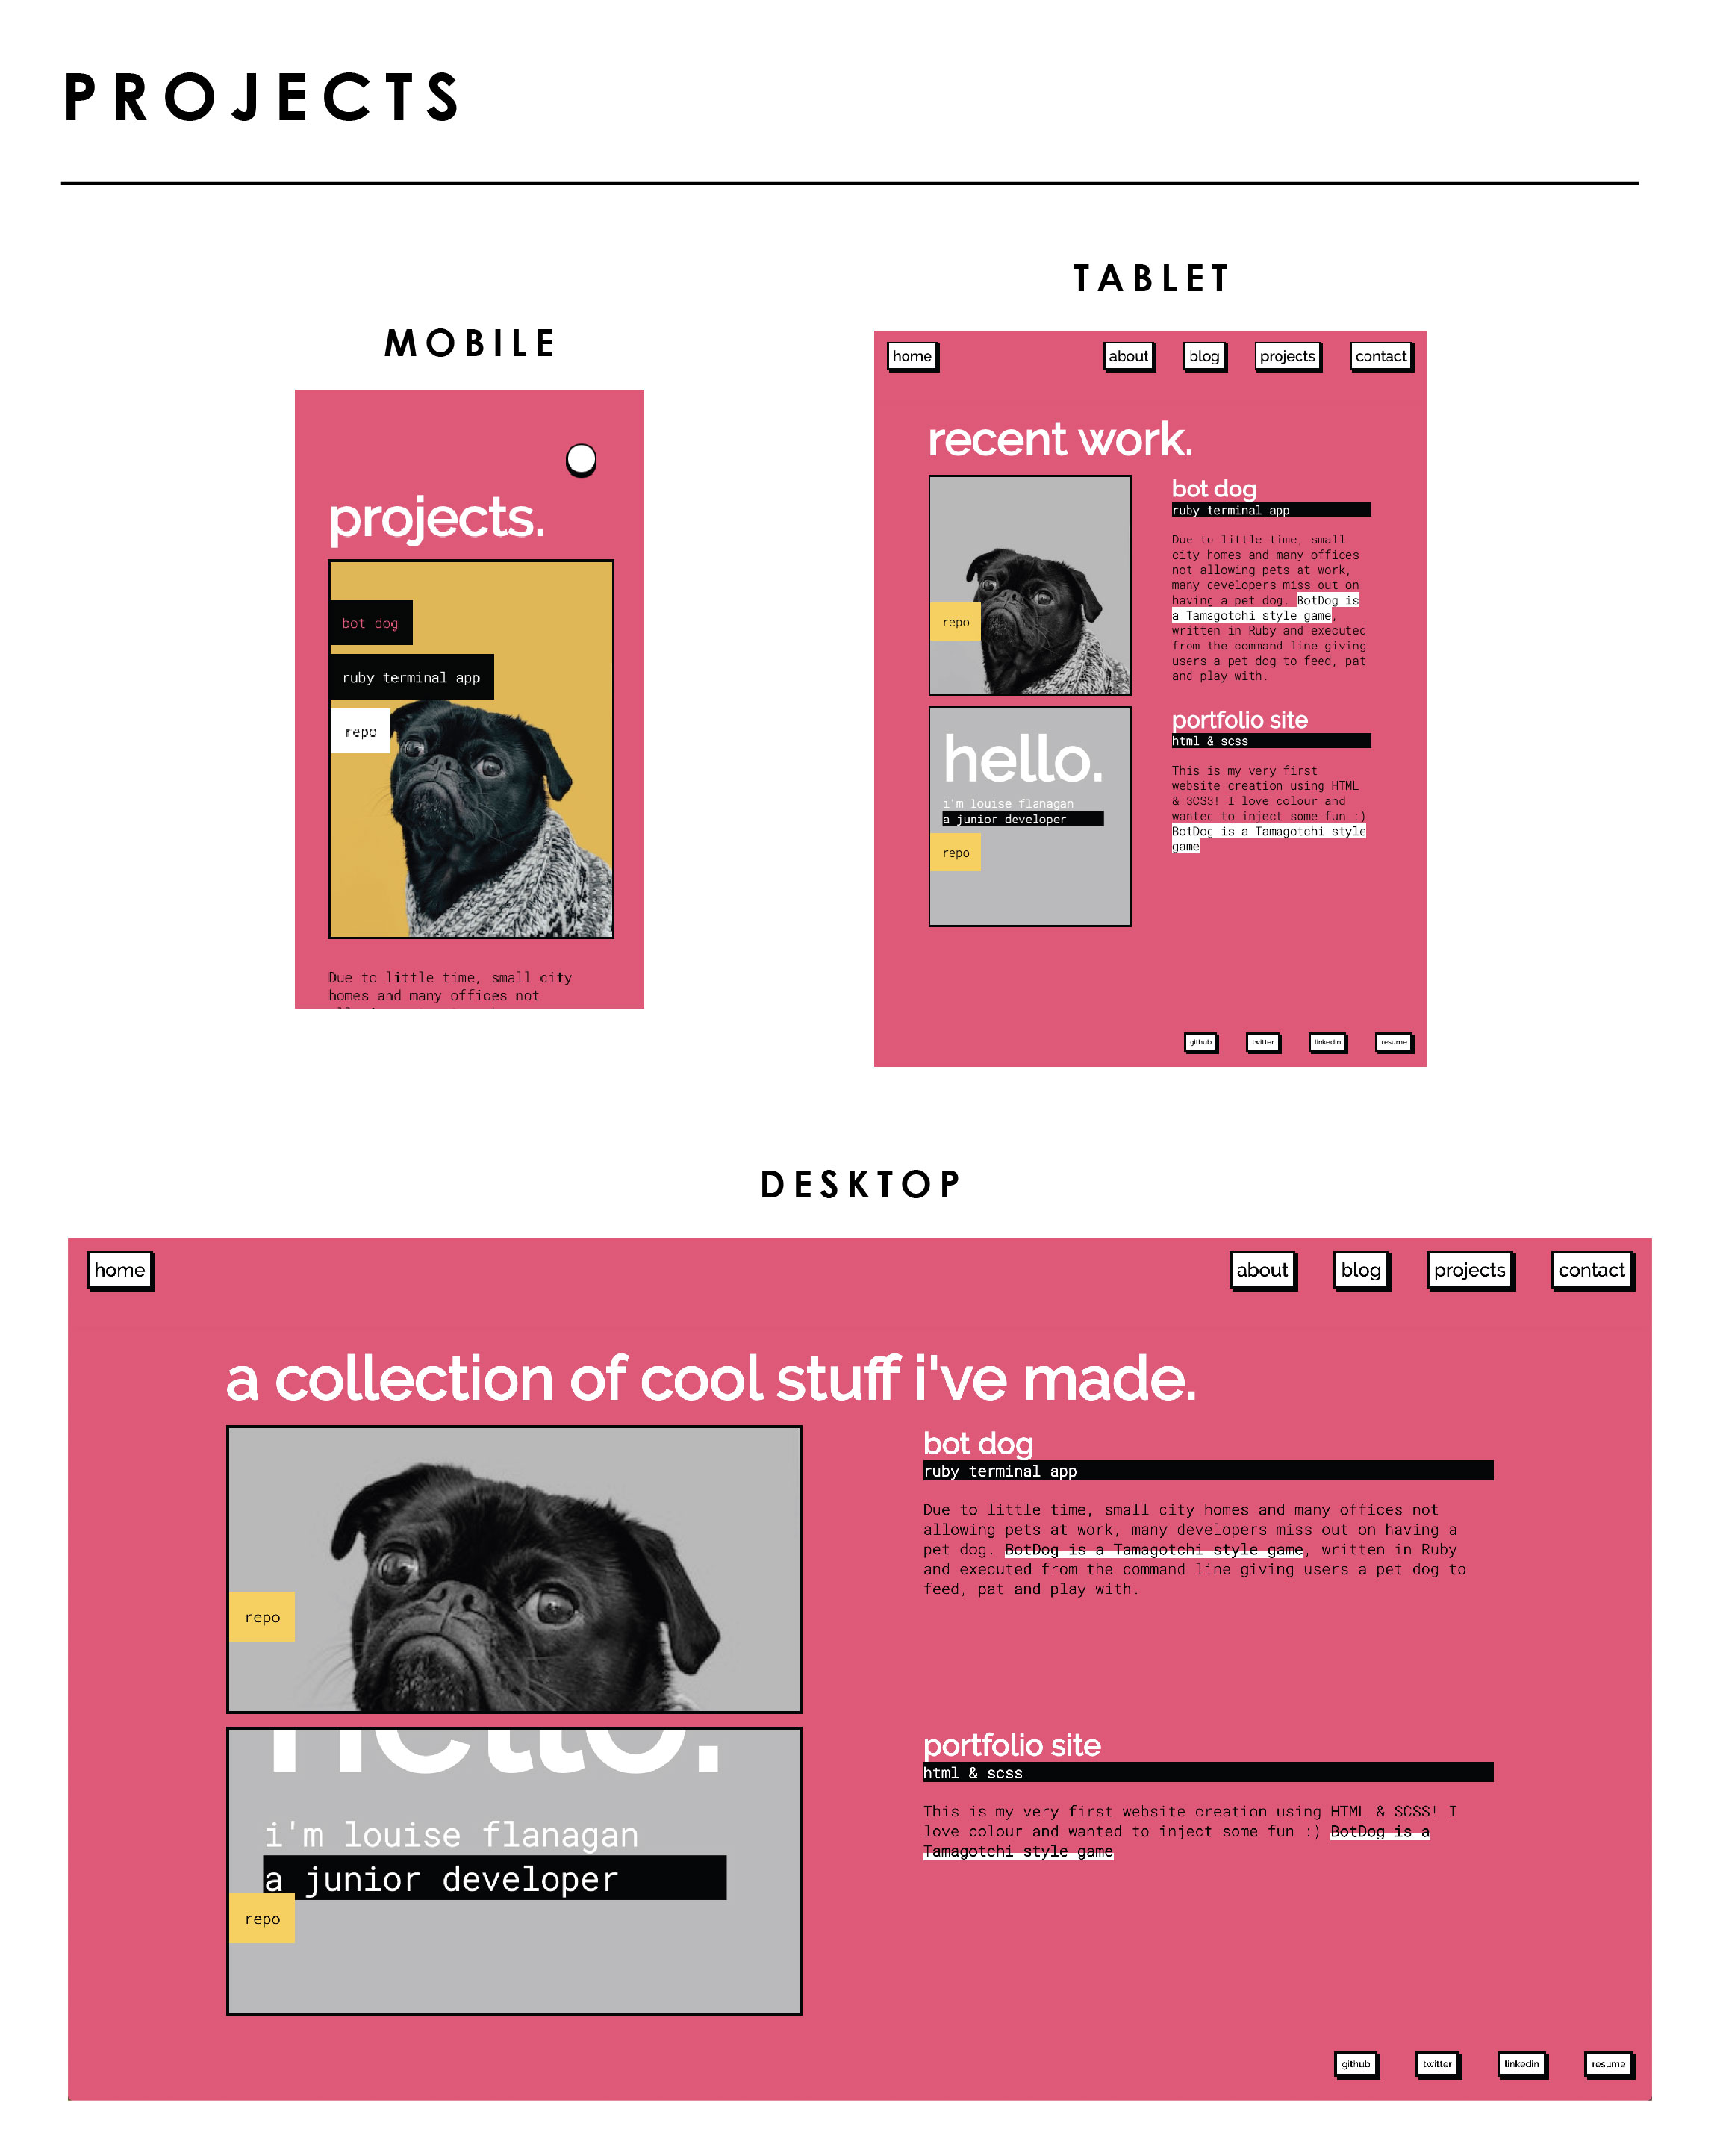 PROJECTS
MOBILE
projects.
bot dog
ruby terminal app
repo
Due to little time, small city
homes and many offices not
TABLET
home about blog projects contact
recent work.
repo
bot dog
ruby terminal app
Due to little time, small
city homes and many offices
not allowing pets at work,
many developers miss out on
having a pet dog. BotDog is
a Tamagotchi style game,
written in Ruby and executed
from the command line giving
users a pet dog to feed, pat
and play with.
hello.
i'm louise flanagan
a junior developer
repo
portfolio site
html & scss
This is my very first
website creation using HTML
& SCSS! I love colour and
wanted to inject some fun :)
BotDog is a Tamagotchi style
game
github twitter linkedin resume
DESKTOP
home about blog projects contact
a collection of cool stuff i've made.
repo
bot dog
ruby terminal app
Due to little time, small city homes and many offices not
allowing pets at work, many developers miss out on having a
pet dog. BotDog is a Tamagotchi style game, written in Ruby
and executed from the command line giving users a pet dog to
feed, pat and play with.
hello.
i'm louise flanagan
a junior developer
repo
portfolio site
html & scss
This is my very first website creation using HTML & SCSS! I
love colour and wanted to inject some fun :) BotDog is a
Tamagotchi style game
github twitter linkedin resume